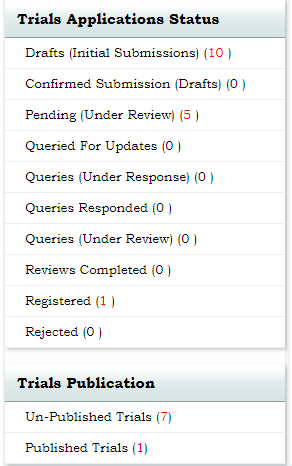 Trials Applications Status
Drafts (Initial Submissions) (10 )
Confirmed Submission (Drafts) (0 )
Pending (Under Review) (5 )
Queried For Updates (0 )
Queries (Under Response) (0 )
Queries Responded (0 )
Queries (Under Review) (0 )
Reviews Completed (0 )
Registered (1 )
Rejected (0 )
Trials Publication
Un-Published Trials (7)
Published Trials (1)